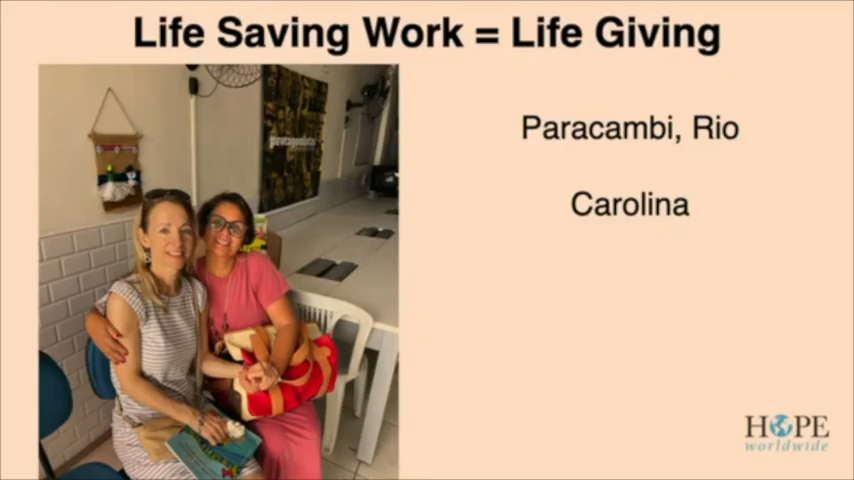 Life Saving Work = Life Giving
Paracambi, Rio
Carolina
HOPE
worldwide